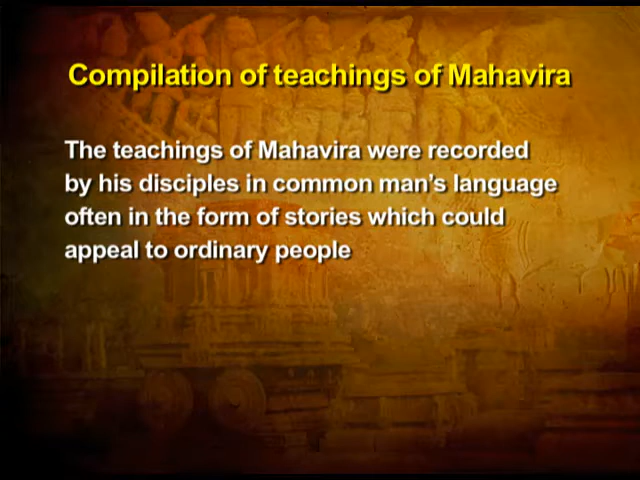 Compilation of teachings of Mahavira
The teachings of Mahavira were recorded
by his disciples in common man's language
often in the form of stories which could
appeal to ordinary people